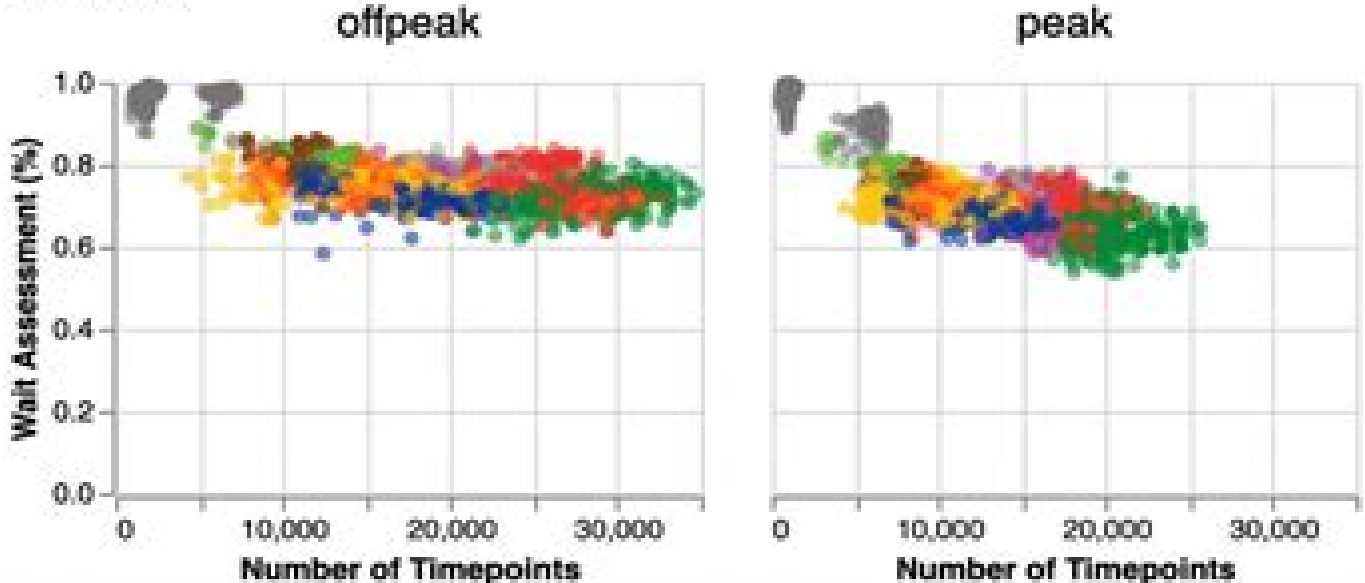 offpeak
peak
Wait Assessment (%)
1.0
0.8
0.6
0.4
0.2
0.0
0
10,000
20,000
30,000
0
10,000
20,000
30,000
Number of Timepoints
Number of Timepoints